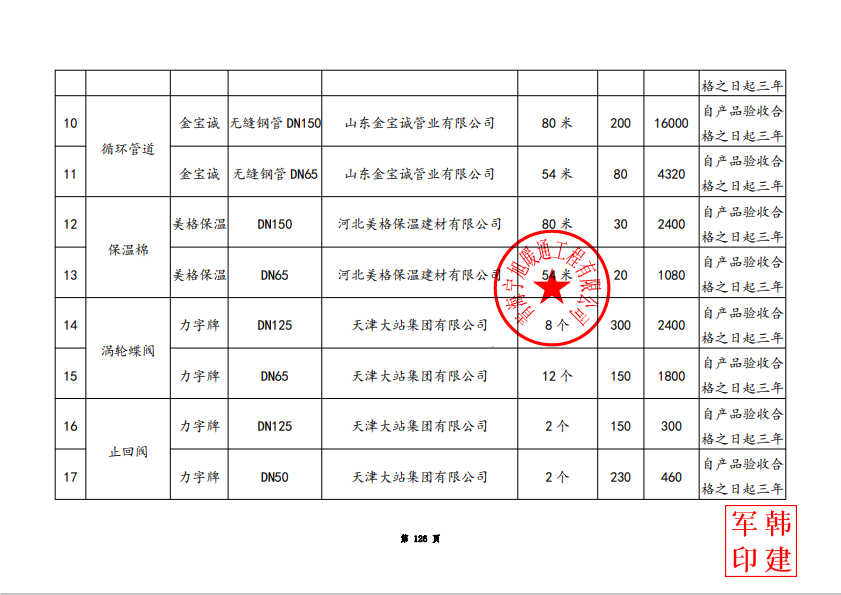 格之日起三年
10 循环管道 金宝诚 无缝钢管 DN150 山东金宝诚管业有限公司 80 米 200 16000 自产品验收合
格之日起三年
11 金宝诚 无缝钢管 DN65 山东金宝诚管业有限公司 54 米 80 4320 自产品验收合
格之日起三年
12 保温棉 美格保温 DN150 河北美格保温建材有限公司 80 米 30 2400 自产品验收合
格之日起三年
13 美格保温 DN65 河北美格保温建材有限公司 54 米 20 1080 自产品验收合
格之日起三年
14 涡轮蝶阀 力字牌 DN125 天津大站集团有限公司 8 个 300 2400 自产品验收合
格之日起三年
15 力字牌 DN65 天津大站集团有限公司 12 个 150 1800 自产品验收合
格之日起三年
16 止回阀 力字牌 DN125 天津大站集团有限公司 2 个 150 300 自产品验收合
格之日起三年
17 力字牌 DN50 天津大站集团有限公司 2 个 230 460 自产品验收合
格之日起三年
宁旭暖通工程有限公司
第 126 页
韩建军印